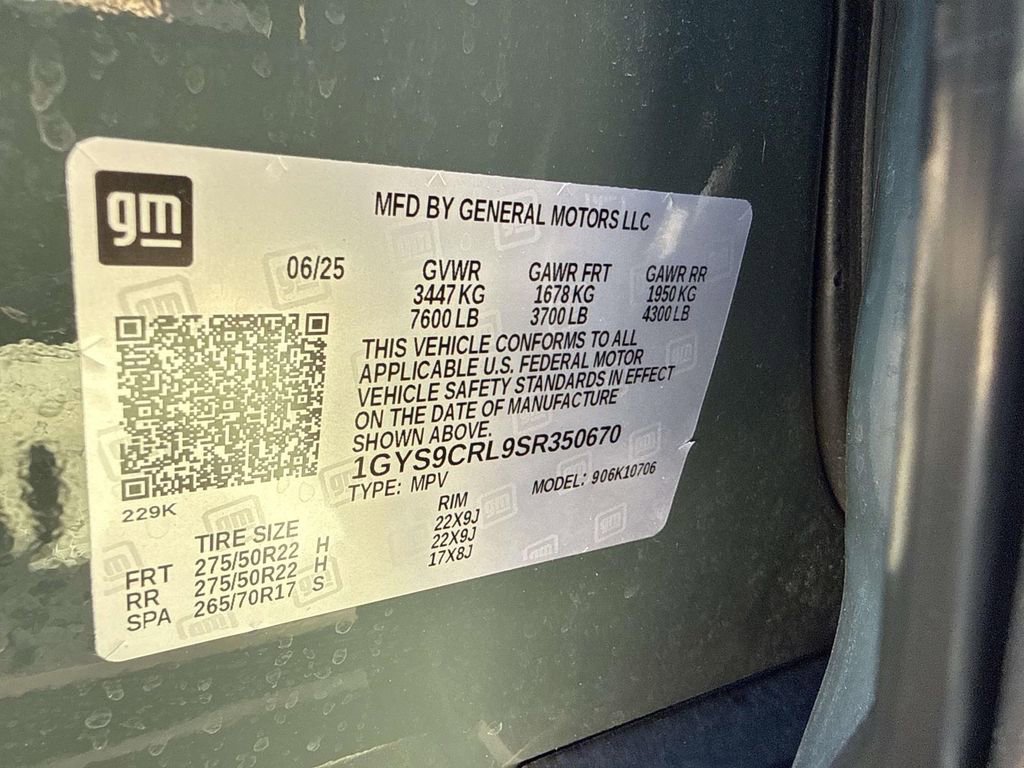 gm
MFD BY GENERAL MOTORS LLC
06/25 GVWR GAWR FRT GAWR RR
3447 KG 1678 KG 1950 KG
7600 LB 3700 LB 4300 LB
THIS VEHICLE CONFORMS TO ALL
APPLICABLE U.S. FEDERAL MOTOR
VEHICLE SAFETY STANDARDS IN EFFECT
ON THE DATE OF MANUFACTURE
SHOWN ABOVE.
1GYS9CRL9SR350670
TYPE: MPV MODEL: 906K10706
229K
TIRE SIZE RIM
FRT 275/50R22 H 22X9J
RR 275/50R22 H 22X9J
SPA 265/70R17 S 17X8J